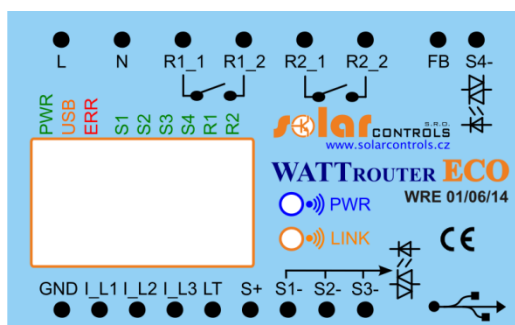 L N R1_1 R1_2 R2_1 R2_2 FB S4-
PWR
USB
ERR
S1
S2
S3
S4
R1
R2
solar
CONTROLS
S.R.O.
www.solarcontrols.cz
WATTROUTER ECO
WRE 01/06/14
PWR
LINK
CE
GND I_L1 I_L2 I_L3 LT S+ S1- S2- S3-